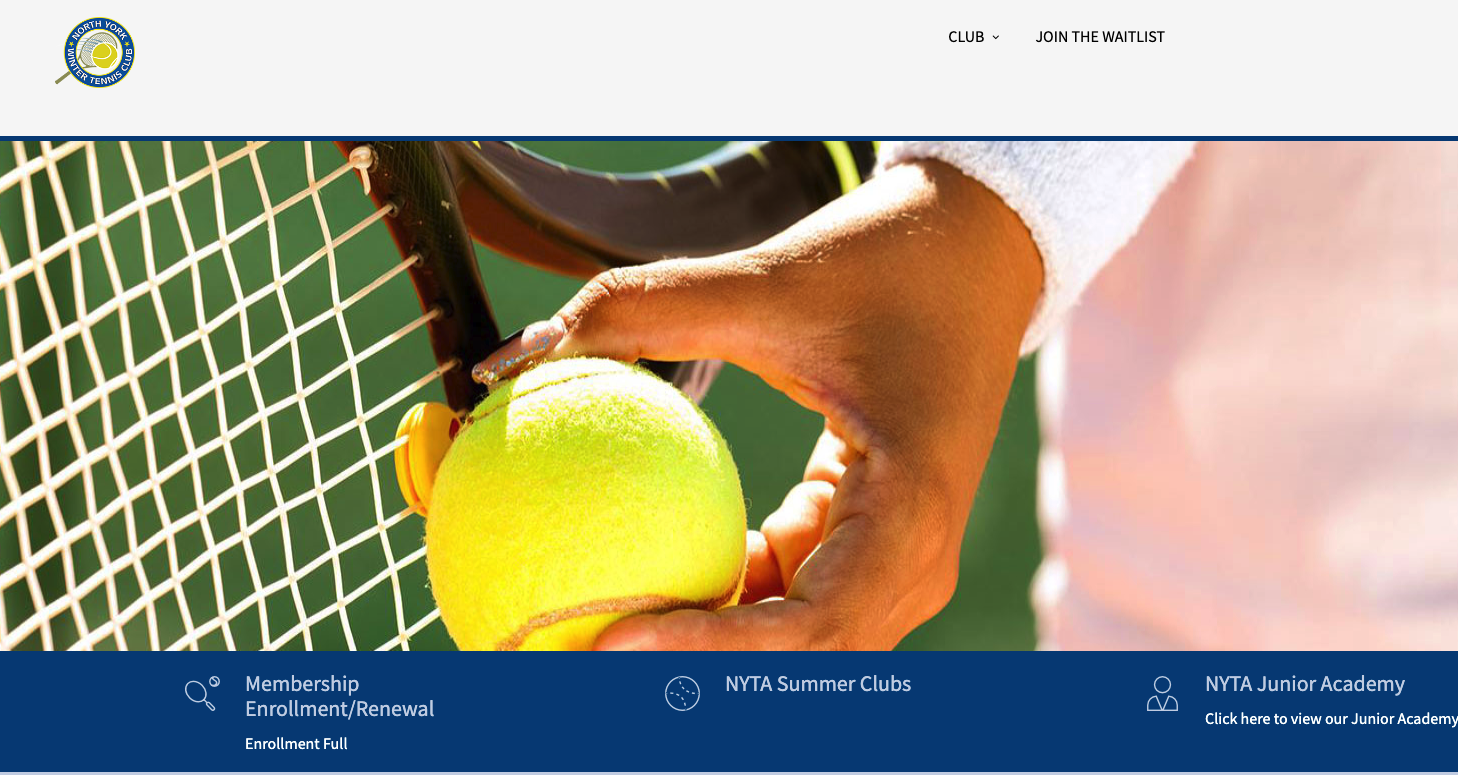 NORTH YORK
WINTER TENNIS CLUB
CLUB
JOIN THE WAITLIST
Membership
Enrollment/Renewal
Enrollment Full
NYTA Summer Clubs
NYTA Junior Academy
Click here to view our Junior Academy